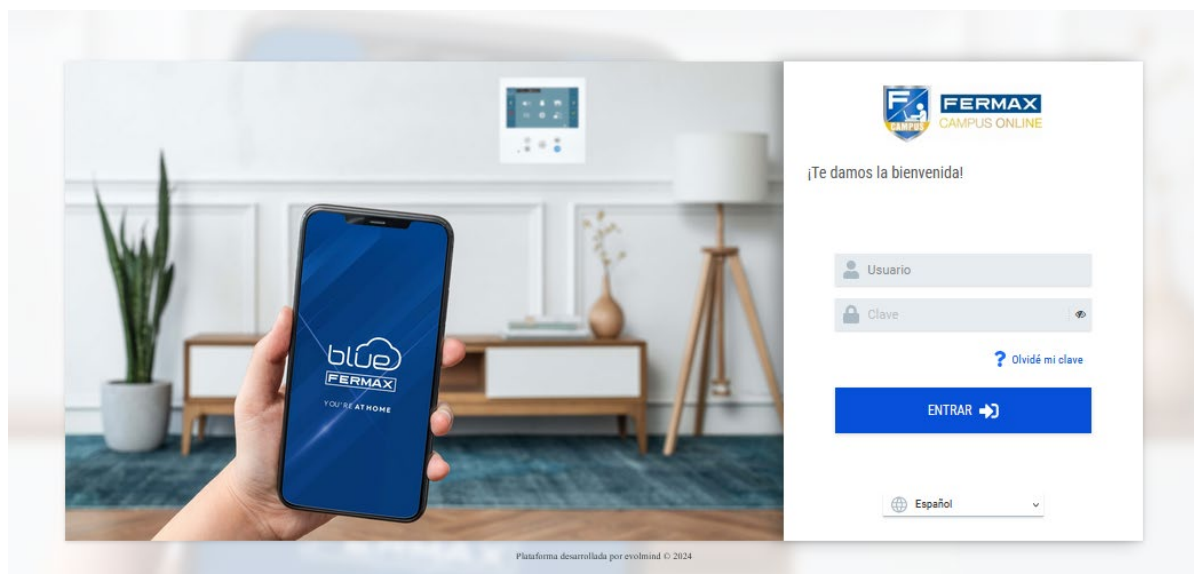 FERMAX
CAMPUS ONLINE
CAMPUS
¡Te damos la bienvenida!
Usuario
Clave
? Olvidé mi clave
ENTRAR
Español
blue
FERMAX
YOU'RE AT HOME
Plataforma desarrollada por evolmind © 2024